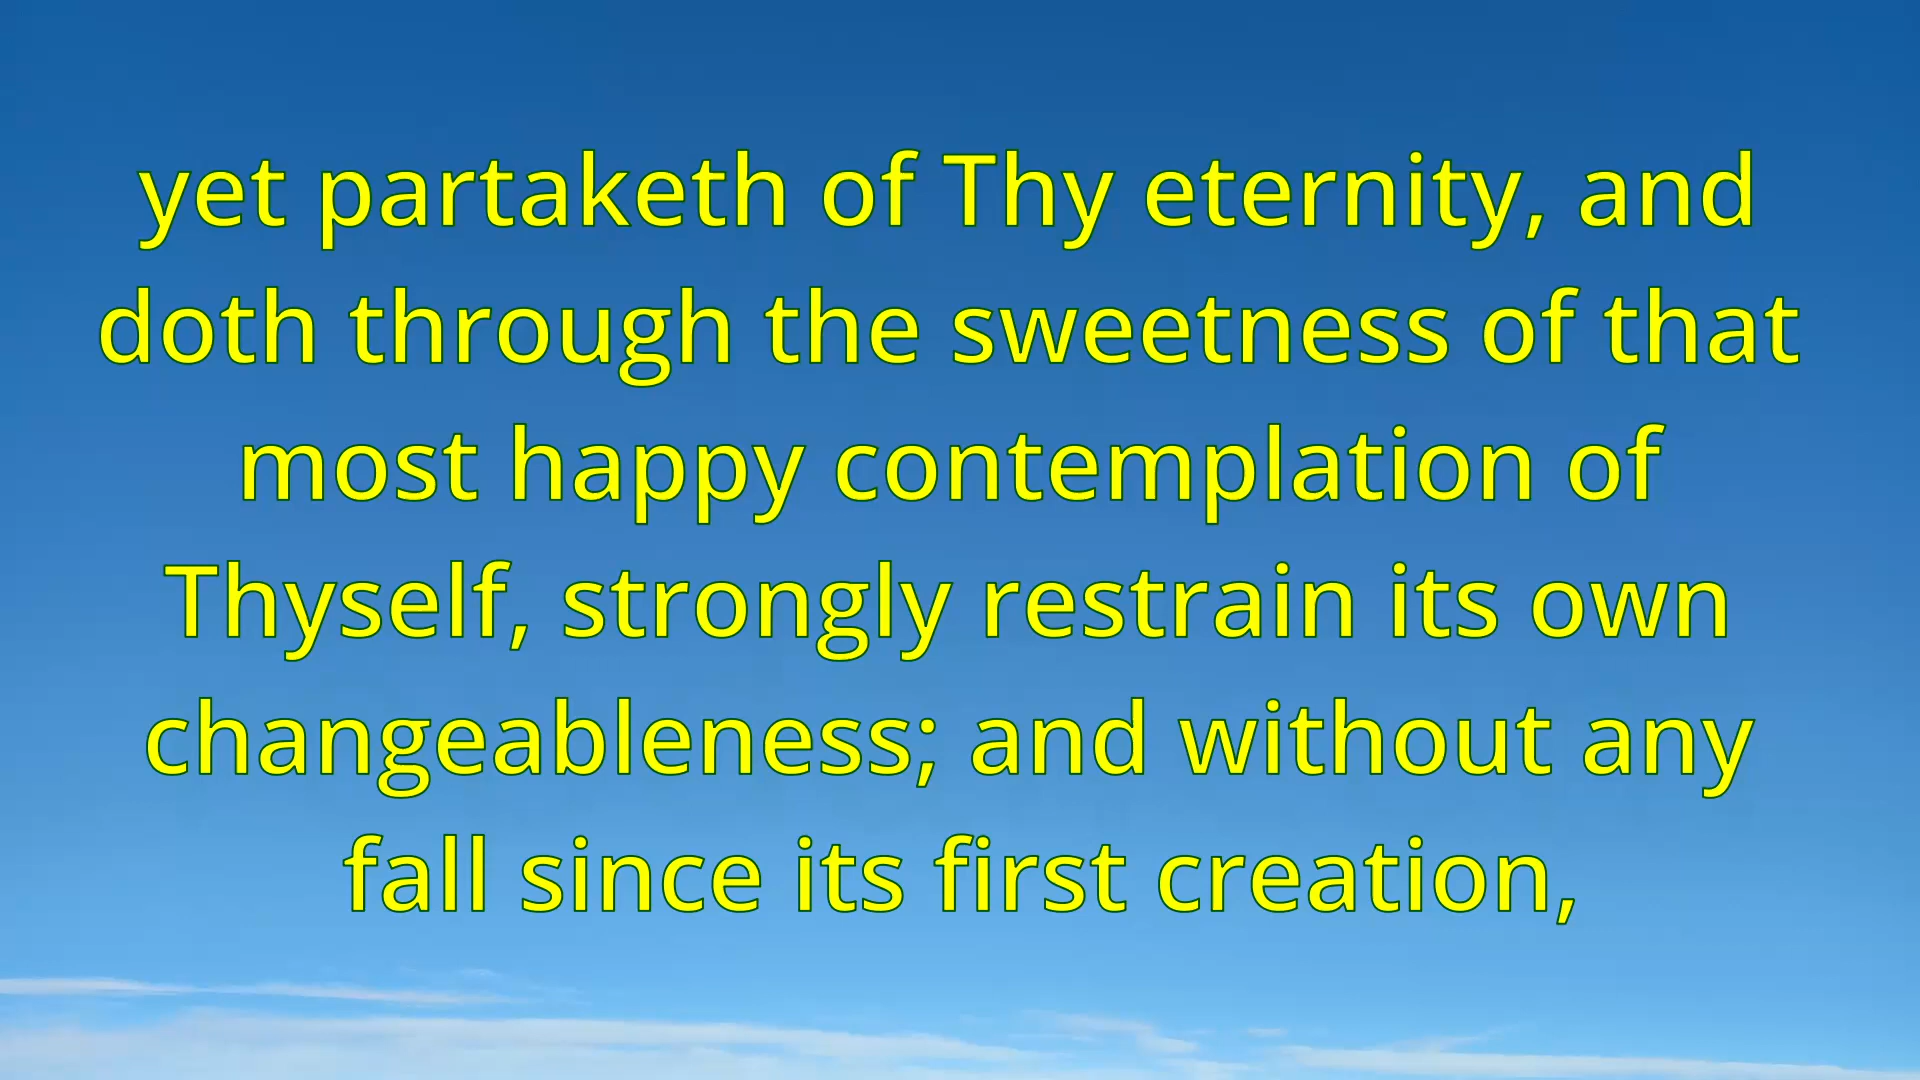 yet partaketh of Thy eternity, and
doth through the sweetness of that
most happy contemplation of
Thyself, strongly restrain its own
changeableness; and without any
fall since its first creation,